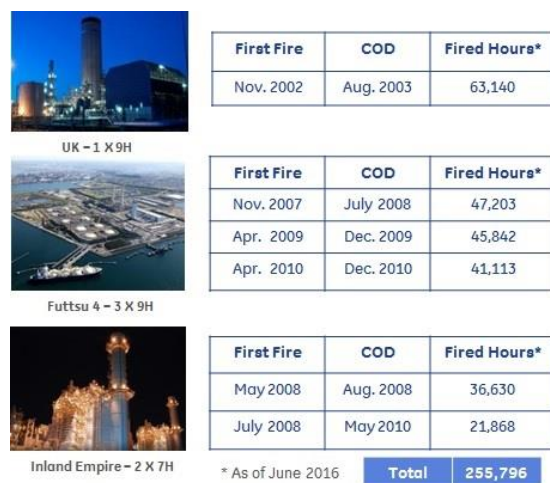 First Fire COD Fired Hours*
Nov. 2002 Aug. 2003 63,140
UK – 1 X 9H
First Fire COD Fired Hours*
Nov. 2007 July 2008 47,203
Apr. 2009 Dec. 2009 45,842
Apr. 2010 Dec. 2010 41,113
Futtsu 4 – 3 X 9H
First Fire COD Fired Hours*
May 2008 Aug. 2008 36,630
July 2008 May 2010 21,868
Inland Empire – 2 X 7H
* As of June 2016 Total 255,796